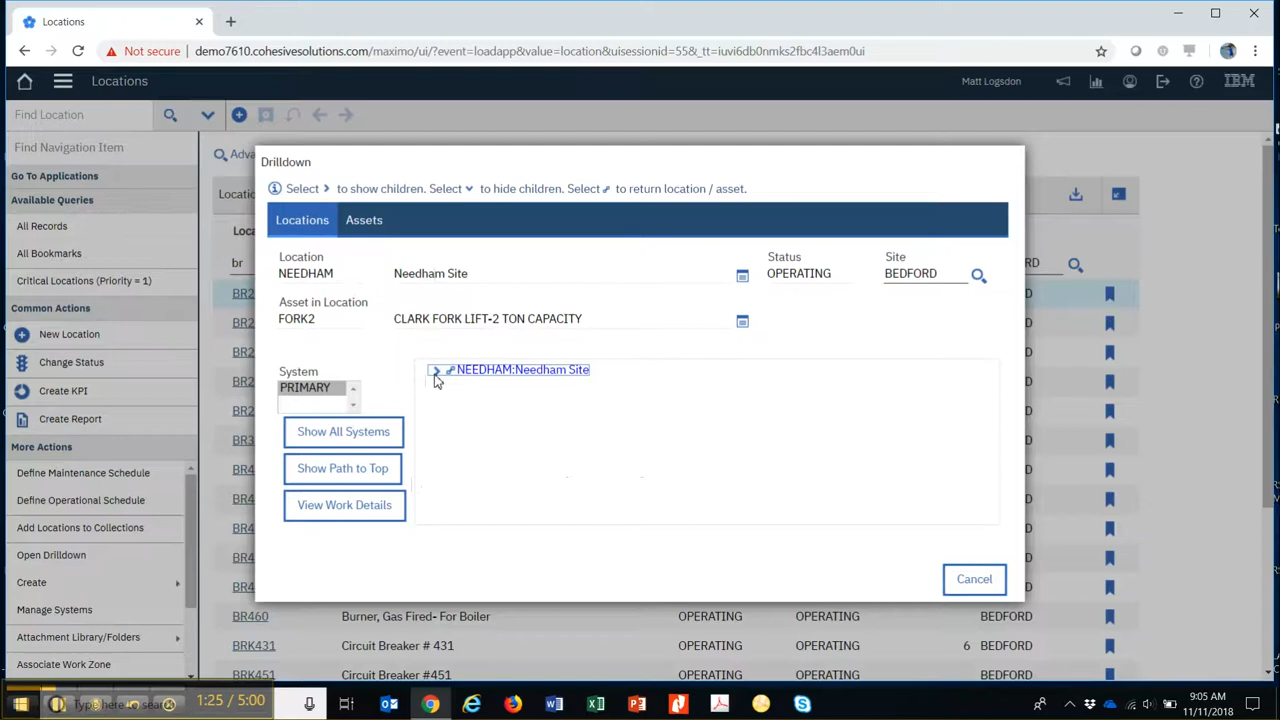 Locations
Not secure
demo7610.cohesivesolutions.com/maximo/ui/?event=loadapp&value=location&uisessionid=55&_tt=iuvi6db0nmks2fbc4l3aem0ui
Locations
Matt Logsdon
IBM
Find Location
Find Navigation Item
Go To Applications
Available Queries
All Records
All Bookmarks
Critical Locations (Priority = 1)
Common Actions
New Location
Change Status
Create KPI
Create Report
More Actions
Define Maintenance Schedule
Define Operational Schedule
Add Locations to Collections
Open Drilldown
Create
Manage Systems
Attachment Library/Folders
Associate Work Zone
Drilldown
Select > to show children. Select to hide children. Select to return location / asset.
Locations Assets
Location
NEEDHAM
Needham Site
Status
OPERATING
Site
BEDFORD
Asset in Location
FORK2
CLARK FORK LIFT-2 TON CAPACITY
System
PRIMARY
NEEDHAM:Needham Site
Show All Systems
Show Path to Top
View Work Details
Cancel
br
BR460 Burner, Gas Fired- For Boiler OPERATING OPERATING BEDFORD
BRK431 Circuit Breaker # 431 OPERATING OPERATING 6 BEDFORD
BRK451 Circuit Breaker # 451 OPERATING OPERATING BEDFORD
1:25 / 5:00
9:05 AM
11/11/2018